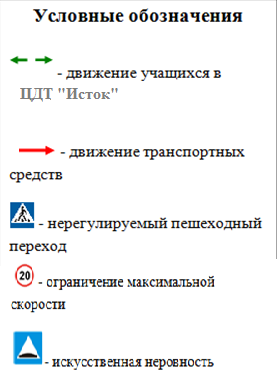 Условные обозначения
- движение учащихся в
ЦДТ "Исток"
- движение транспортных
средств
- нерегулируемый пешеходный
переход
20 - ограничение максимальной
скорости
- искусственная неровность